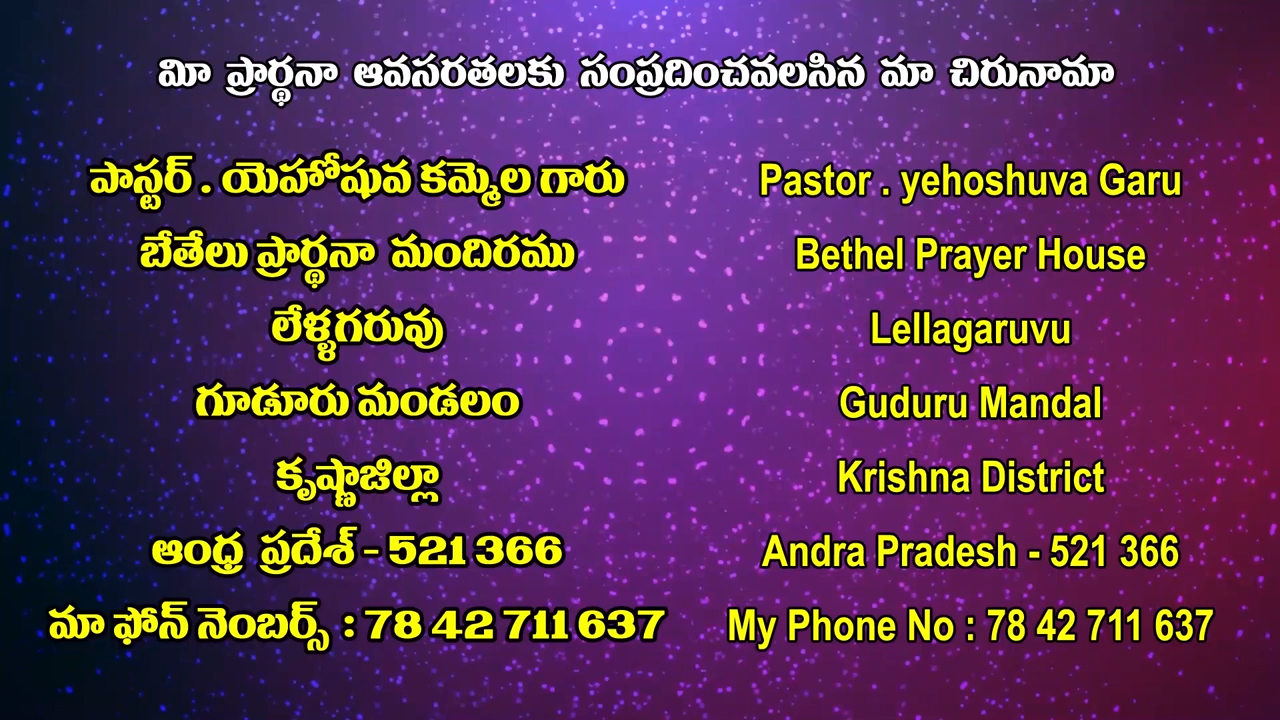 మీ ప్రార్థనా ఆవసరతలకు సంప్రదించవలసిన మా చిరునామా
పాస్టర్ . యెహోషువ కమ్మెల గారు
బేతేలు ప్రార్థనా మందిరము
లేళ్ళగరువు
గూడూరు మండలం
కృష్ణాజిల్లా
ఆంధ్ర ప్రదేశ్ - 521 366
మా ఫోన్ నెంబర్స్ : 78 42 711 637
Pastor . yehoshuva Garu
Bethel Prayer House
Lellagaruvu
Guduru Mandal
Krishna District
Andra Pradesh - 521 366
My Phone No : 78 42 711 637